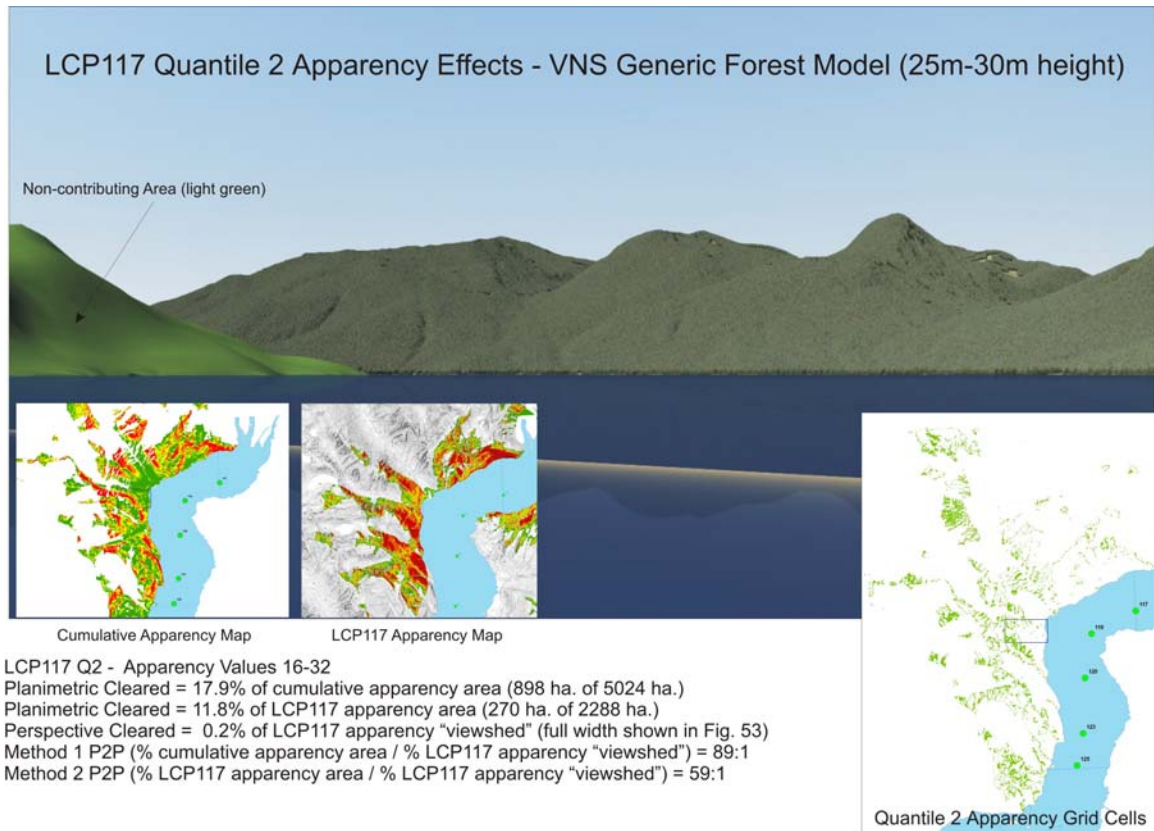 LCP117 Quantile 2 Apparency Effects - VNS Generic Forest Model (25m-30m height)
Non-contributing Area (light green)
Cumulative Apparency Map
LCP117 Apparency Map
LCP117 Q2 - Apparency Values 16-32
Planimetric Cleared = 17.9% of cumulative apparency area (898 ha. of 5024 ha.)
Planimetric Cleared = 11.8% of LCP117 apparency area (270 ha. of 2288 ha.)
Perspective Cleared = 0.2% of LCP117 apparency “viewshed” (full width shown in Fig. 53)
Method 1 P2P (% cumulative apparency area / % LCP117 apparency “viewshed”) = 89:1
Method 2 P2P (% LCP117 apparency area / % LCP117 apparency “viewshed”) = 59:1
117
123
125
Quantile 2 Apparency Grid Cells